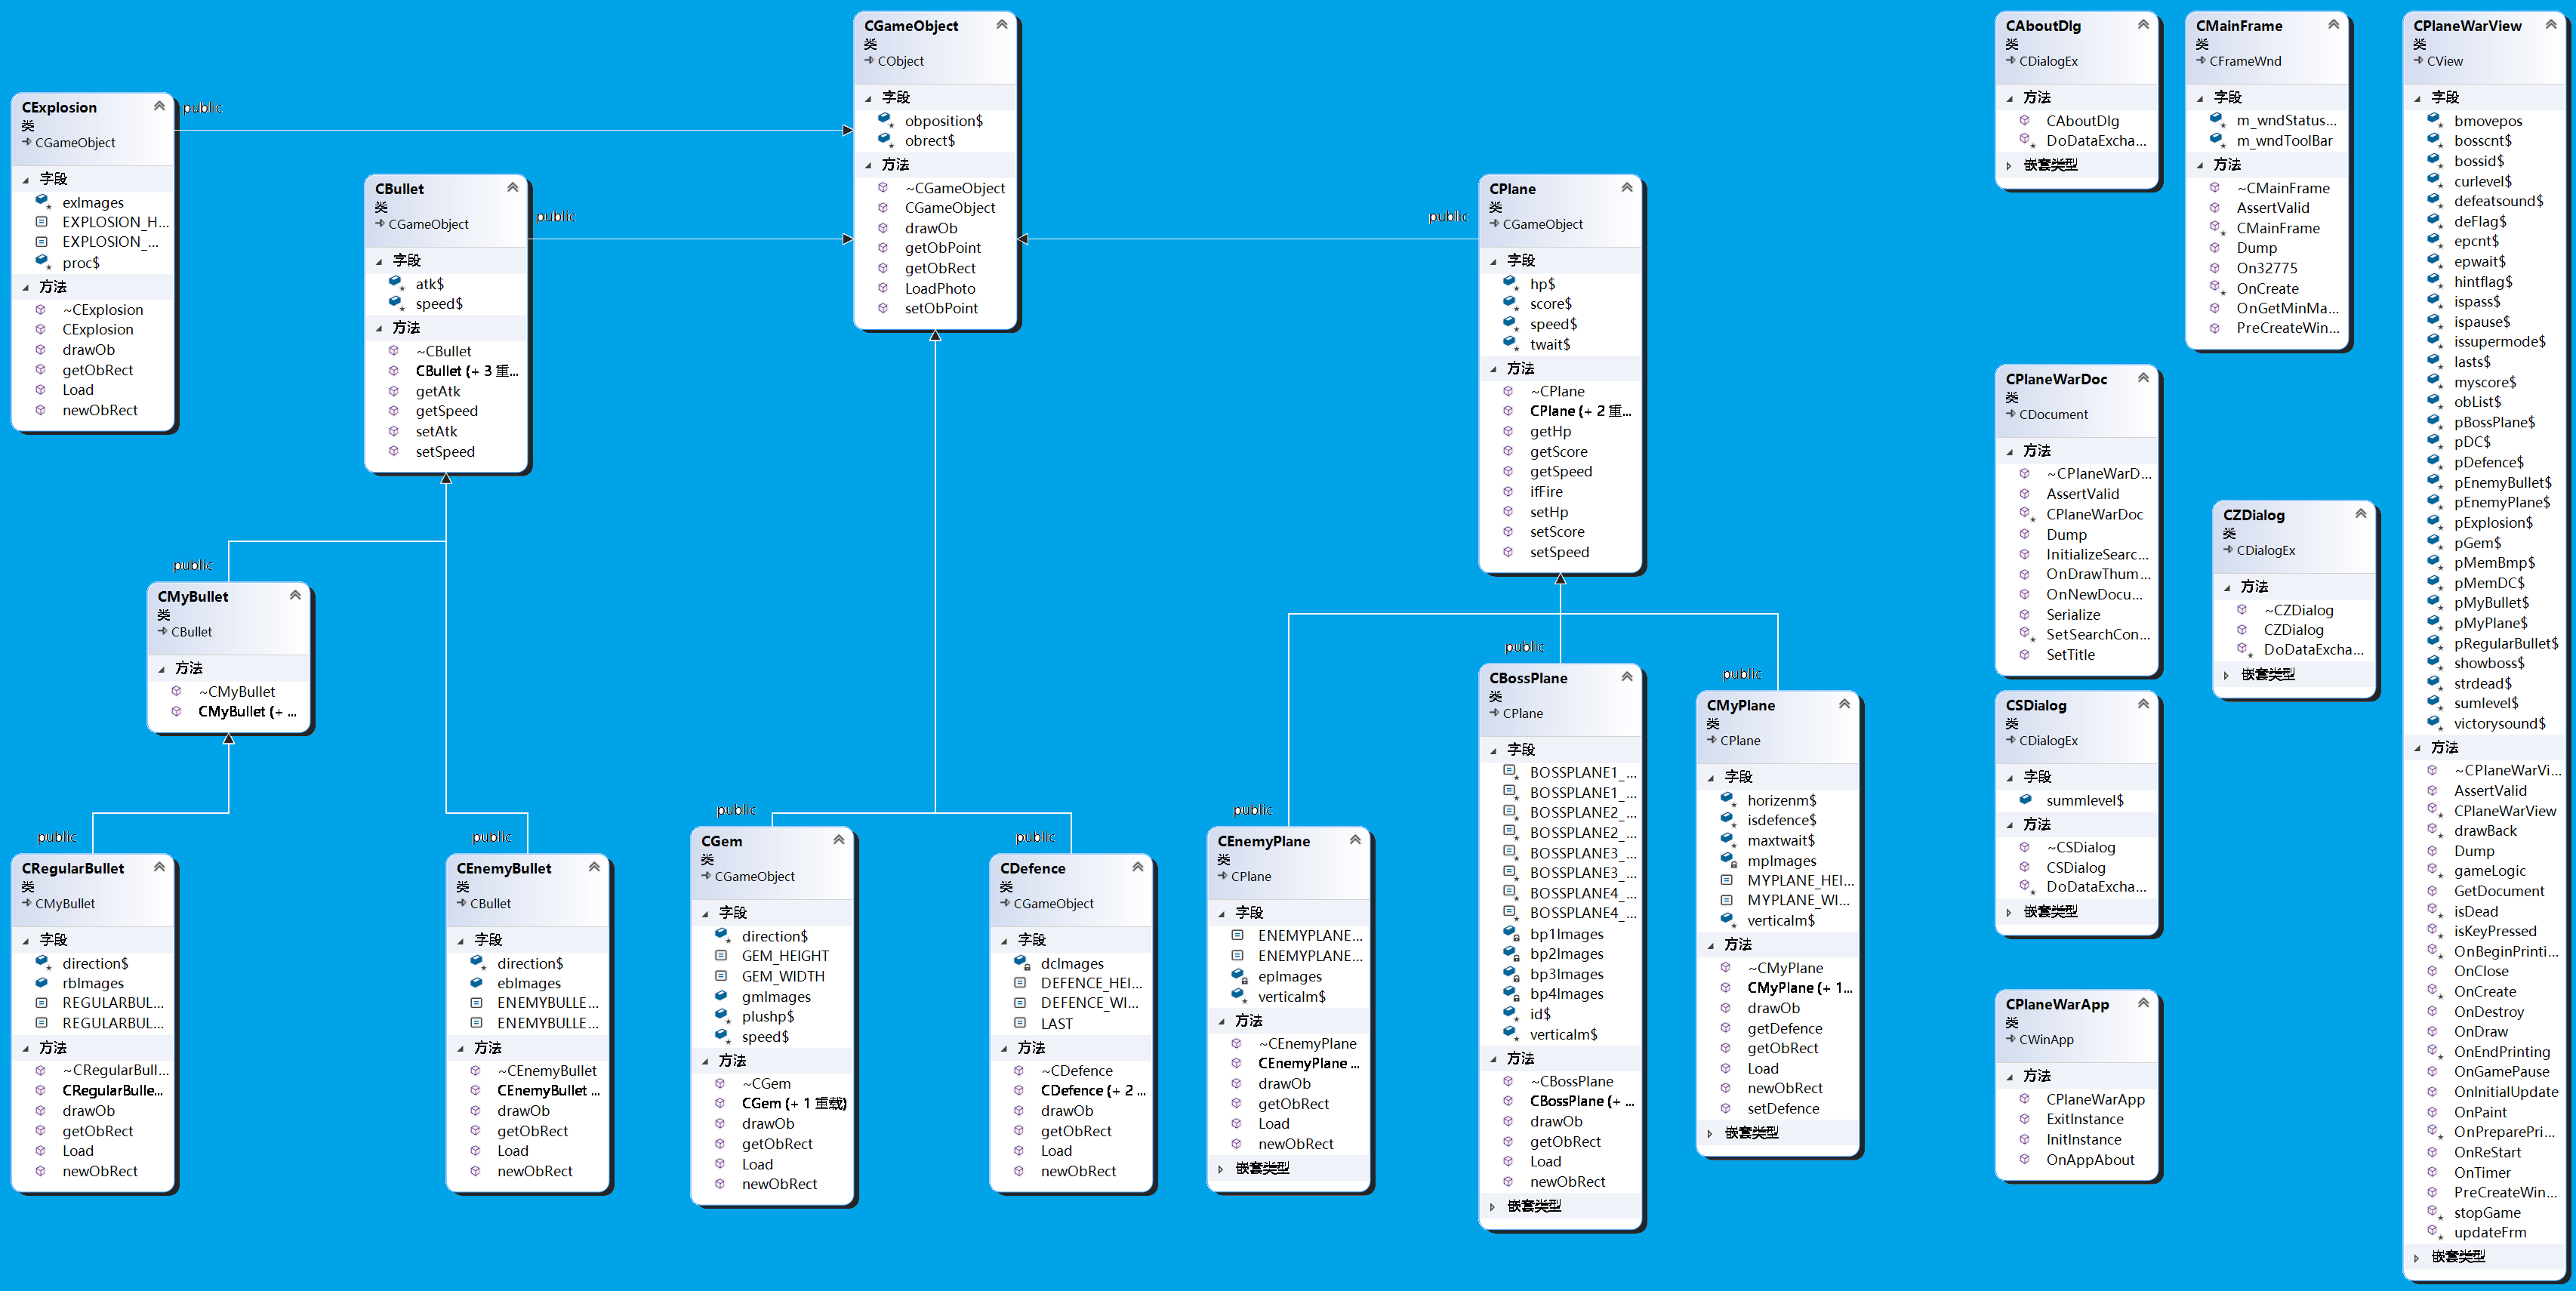 CExplosion
类
CGameObject
字段
exImages
EXPLOSION_H...
EXPLOSION_...
proc$
方法
~CExplosion
CExplosion
drawOb
getObRect
Load
newObRect
public
CBullet
类
CGameObject
字段
atk$
speed$
方法
~CBullet
CBullet (+ 3 重...
getAtk
getSpeed
setAtk
setSpeed
public
CGameObject
类
CObject
字段
obposition$
obrect$
方法
~CGameObject
CGameObject
drawOb
getObPoint
getObRect
LoadPhoto
setObPoint
public
CPlane
类
CGameObject
字段
hp$
score$
speed$
twait$
方法
~CPlane
CPlane (+ 2 重...
getHp
getScore
getSpeed
ifFire
setHp
setScore
setSpeed
public
CMyBullet
类
CBullet
方法
~CMyBullet
CMyBullet (+ ...
public
CRegularBullet
类
CMyBullet
字段
direction$
rbImages
REGULARBUL...
REGULARBUL...
方法
~CRegularBull...
CRegularBulle...
drawOb
getObRect
Load
newObRect
public
CEnemyBullet
类
CBullet
字段
direction$
ebImages
ENEMYBULLE...
ENEMYBULLE...
方法
~CEnemyBullet
CEnemyBullet ...
drawOb
getObRect
Load
newObRect
public
CGem
类
CGameObject
字段
direction$
GEM_HEIGHT
GEM_WIDTH
gmImages
plushp$
speed$
方法
~CGem
CGem (+ 1 重载)
drawOb
getObRect
Load
newObRect
public
CDefence
类
CGameObject
字段
dcImages
DEFENCE_HEI...
DEFENCE_WI...
LAST
方法
~CDefence
CDefence (+ 2 ...
drawOb
getObRect
Load
newObRect
public
CEnemyPlane
类
CPlane
字段
ENEMYPLANE...
ENEMYPLANE...
epImages
verticalm$
方法
~CEnemyPlane
CEnemyPlane ...
drawOb
getObRect
Load
newObRect
嵌套类型
public
CBossPlane
类
CPlane
字段
BOSSPLANE1_...
BOSSPLANE1_...
BOSSPLANE2_...
BOSSPLANE2_...
BOSSPLANE3_...
BOSSPLANE3_...
BOSSPLANE4_...
BOSSPLANE4_...
bp1Images
bp2Images
bp3Images
bp4Images
id$
verticalm$
方法
~CBossPlane
CBossPlane (+ ...
drawOb
getObRect
Load
newObRect
嵌套类型
public
CMyPlane
类
CPlane
字段
horizenm$
isdefence$
maxtwait$
mpImages
MYPLANE_HEI...
MYPLANE_WI...
verticalm$
方法
~CMyPlane
CMyPlane (+ 1...
drawOb
getDefence
getObRect
Load
newObRect
setDefence
嵌套类型
CAboutDlg
类
CDialogEx
方法
CAboutDlg
DoDataExcha...
嵌套类型
CMainFrame
类
CFrameWnd
字段
m_wndStatus...
m_wndToolBar
方法
~CMainFrame
AssertValid
CMainFrame
Dump
On32775
OnCreate
OnGetMinMa...
PreCreateWin...
CPlaneWarDoc
类
CDocument
方法
~CPlaneWarD...
AssertValid
CPlaneWarDoc
Dump
InitializeSearc...
OnDrawThum...
OnNewDocu...
Serialize
SetSearchCon...
SetTitle
CZDialog
类
CDialogEx
方法
~CZDialog
CZDialog
DoDataExcha...
嵌套类型
CSDialog
类
CDialogEx
字段
summlevel$
方法
~CSDialog
CSDialog
DoDataExcha...
嵌套类型
CPlaneWarApp
类
CWinApp
方法
CPlaneWarApp
ExitInstance
InitInstance
OnAppAbout
CPlaneWarView
类
CView
字段
bmovepos
bosscnt$
bossid$
curlevel$
defeatsound$
deFlag$
epcnt$
epwait$
hintflag$
ispass$
ispause$
issupermode$
lasts$
myscore$
obList$
pBossPlane$
pDC$
pDefence$
pEnemyBullet$
pEnemyPlane$
pExplosion$
pGem$
pMemBmp$
pMemDC$
pMyBullet$
pMyPlane$
pRegularBullet$
showboss$
strdead$
sumlevel$
victorysound$
方法
~CPlaneWarVi...
AssertValid
CPlaneWarView
drawBack
Dump
gameLogic
GetDocument
isDead
isKeyPressed
OnBeginPrinti...
OnClose
OnCreate
OnDestroy
OnDraw
OnEndPrinting
OnGamePause
OnInitialUpdate
OnPaint
OnPreparePri...
OnReStart
OnTimer
PreCreateWin...
stopGame
updateFrm
嵌套类型